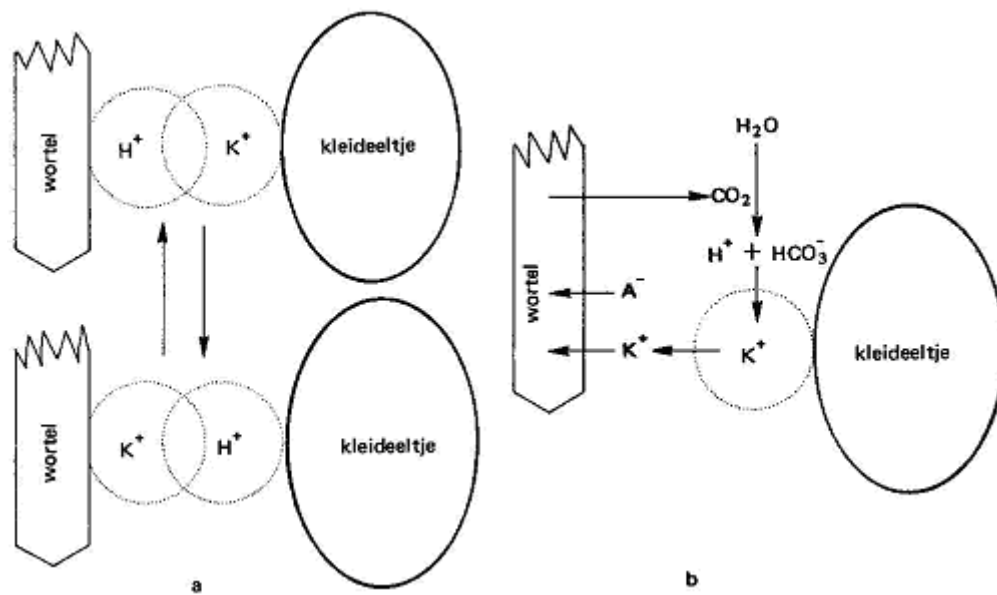 wortel
H⁺
K⁺
kleideeltje
wortel
K⁺
H⁺
kleideeltje
a
wortel
H₂O
CO₂
H⁺ + HCO₃⁻
A⁻
K⁺
K⁺
kleideeltje
b